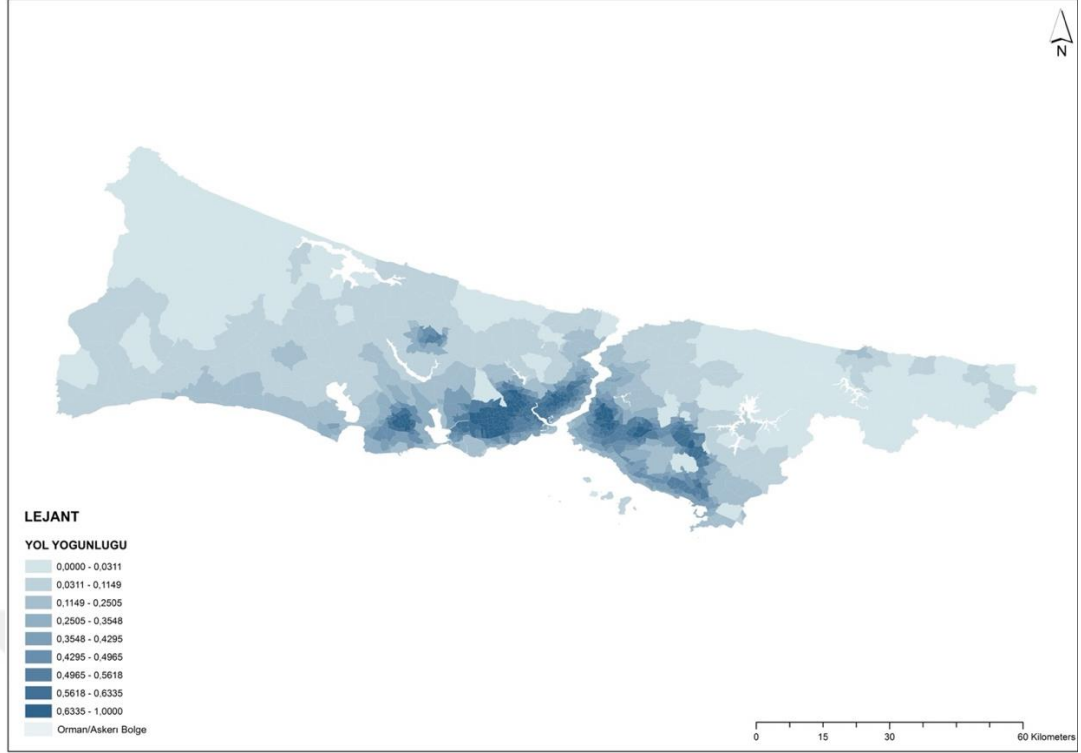 N
LEJANT
YOL YOGUNLUGU
0,0000 - 0,0311
0,0311 - 0,1149
0,1149 - 0,2505
0,2505 - 0,3548
0,3548 - 0,4295
0,4295 - 0,4965
0,4965 - 0,5618
0,5618 - 0,6335
0,6335 - 1,0000
Orman/Askerı Bolge
0 15 30 60 Kilometers